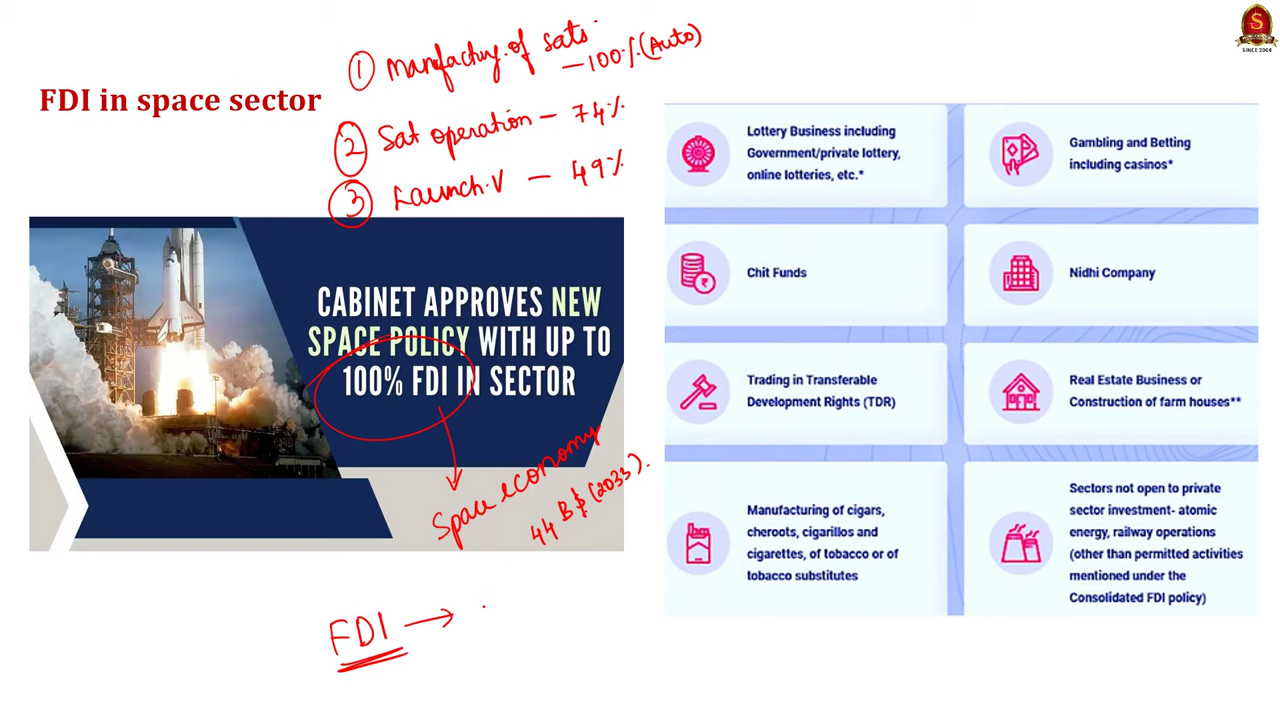 ① Manufactuing. of Sats.
— 100%. (Auto)
FDI in space sector
② Sat operation — 74%
③ Launch.V — 49%
CABINET APPROVES NEW
SPACE POLICY WITH UP TO
100% FDI IN SECTOR
Space economy
44 B$ (2033).
FDI →
S
SINCE 2004
Lottery Business including
Government/private lottery,
online lotteries, etc.*
Gambling and Betting
including casinos*
Chit Funds
Nidhi Company
Trading in Transferable
Development Rights (TDR)
Real Estate Business or
Construction of farm houses**
Manufacturing of cigars,
cheroots, cigarillos and
cigarettes, of tobacco or of
tobacco substitutes
Sectors not open to private
sector investment- atomic
energy, railway operations
(other than permitted activities
mentioned under the
Consolidated FDI policy)